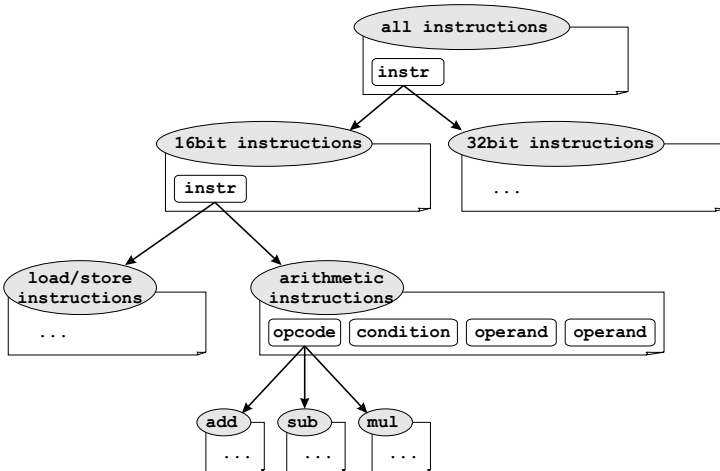 all instructions
instr
16bit instructions
32bit instructions
instr
...
load/store
instructions
arithmetic
instructions
...
opcode condition operand operand
add sub mul
... ... ...